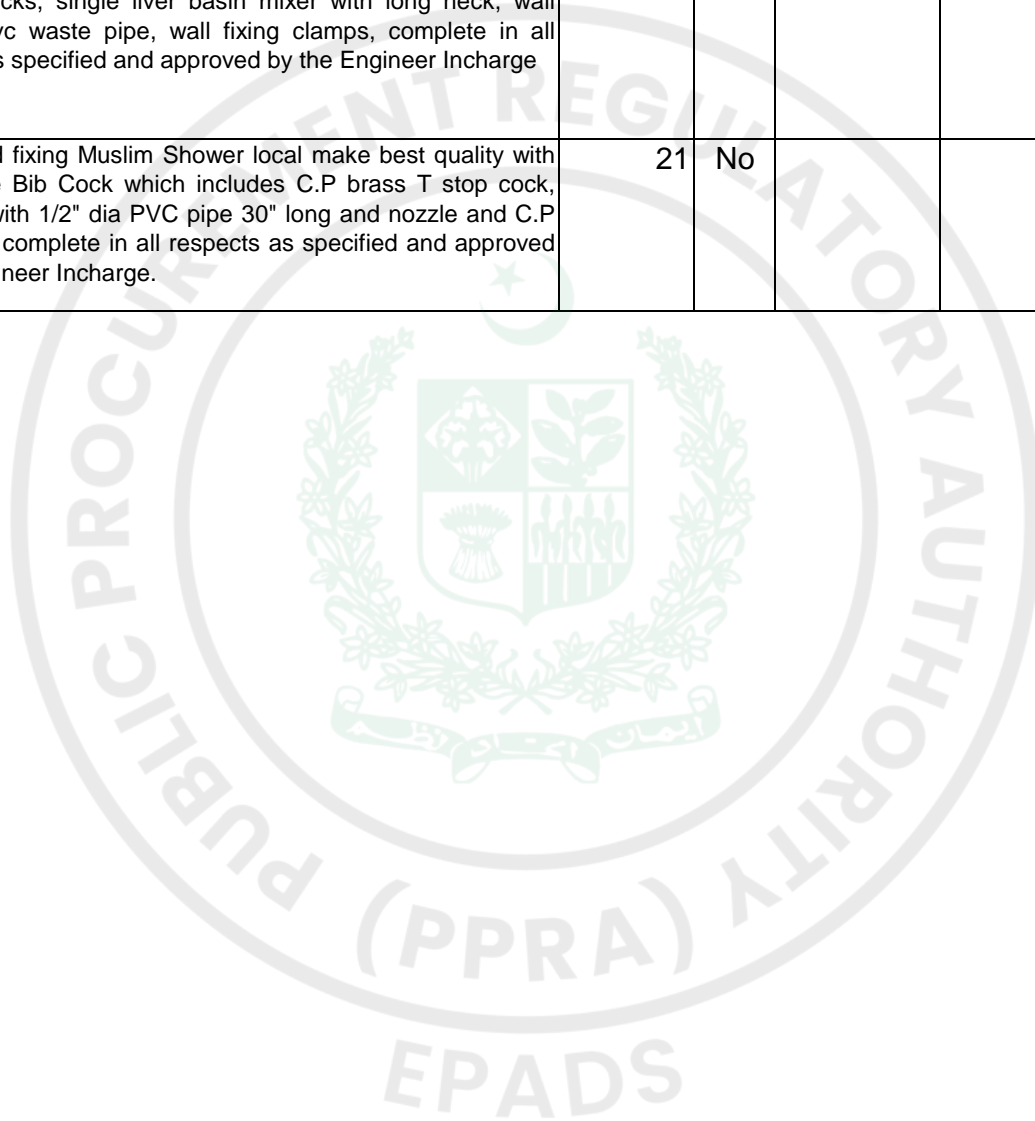 cks, single liver basin mixer with long neck, wall
vc waste pipe, wall fixing clamps, complete in all
s specified and approved by the Engineer Incharge
d fixing Muslim Shower local make best quality with 21 No
e Bib Cock which includes C.P brass T stop cock,
with 1/2" dia PVC pipe 30" long and nozzle and C.P
complete in all respects as specified and approved
neer Incharge.
PUBLIC PROCUREMENT REGULATORY AUTHORITY
(PPRA)
EPADS